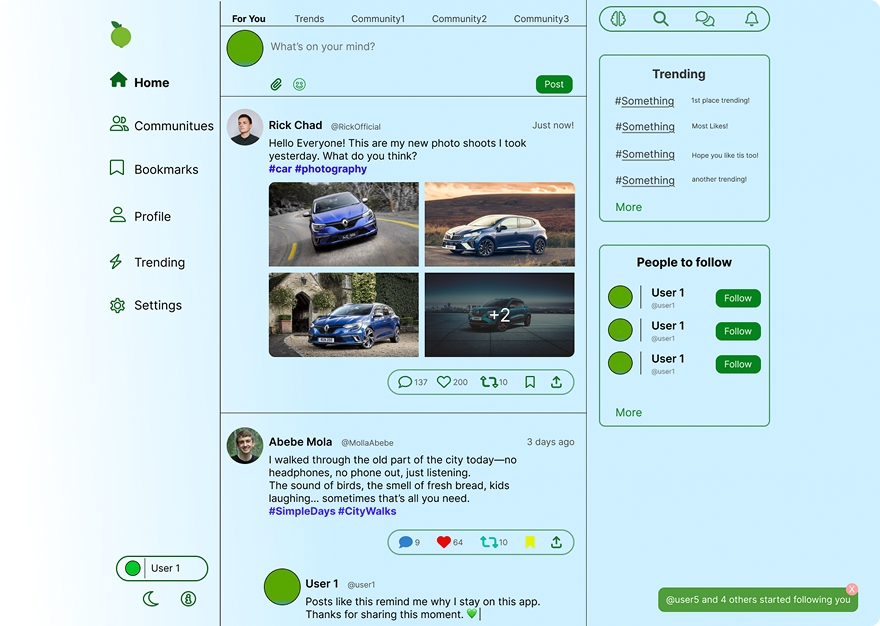 Home
Communitues
Bookmarks
Profile
Trending
Settings
User 1
For You Trends Community1 Community2 Community3
What's on your mind?
Post
Rick Chad @RickOfficial Just now!
Hello Everyone! This are my new photo shoots I took
yesterday. What do you think?
#car #photography
+2
137 200 10
Abebe Mola @MollaAbebe 3 days ago
I walked through the old part of the city today—no
headphones, no phone out, just listening.
The sound of birds, the smell of fresh bread, kids
laughing... sometimes that's all you need.
#SimpleDays #CityWalks
9 64 10
User 1 @user1
Posts like this remind me why I stay on this app.
Thanks for sharing this moment. 💚
Trending
#Something 1st place trending!
#Something Most Likes!
#Something Hope you like tis too!
#Something another trending!
More
People to follow
User 1
@user1
Follow
User 1
@user1
Follow
User 1
@user1
Follow
More
X
@user5 and 4 others started following you